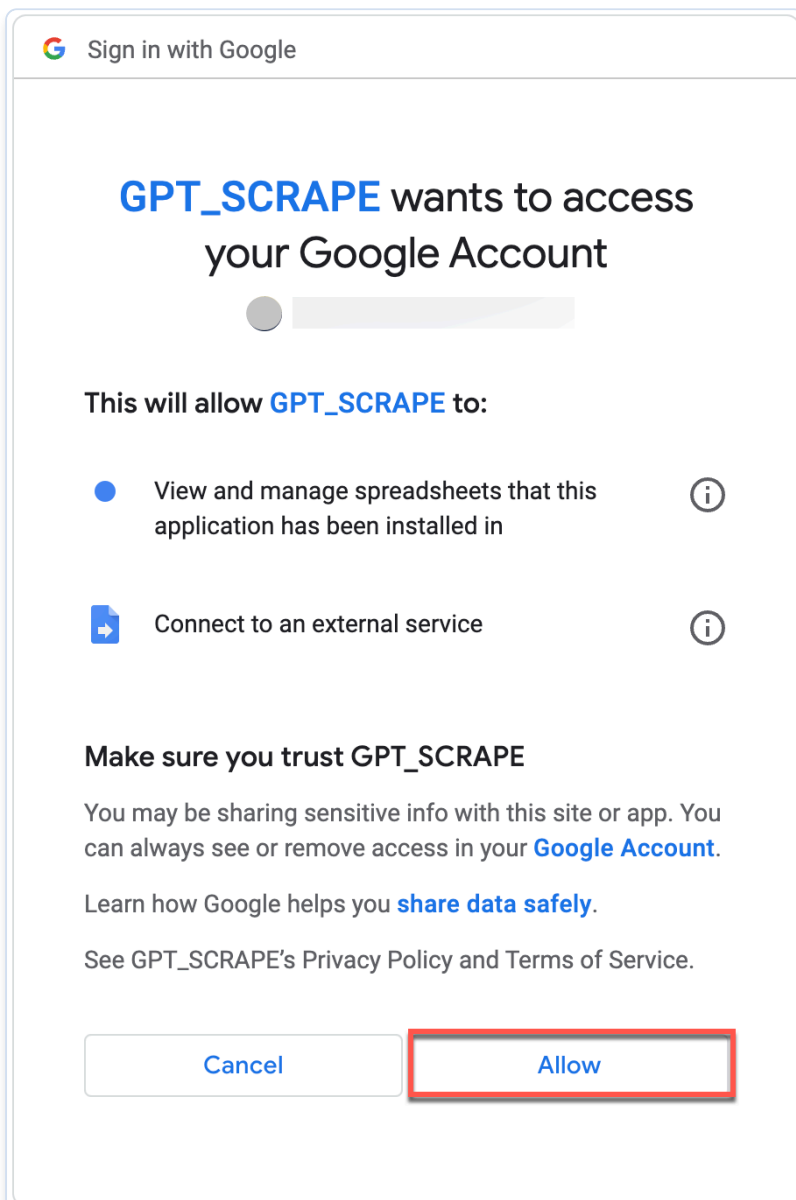 Sign in with Google
GPT_SCRAPE wants to access
your Google Account
This will allow GPT_SCRAPE to:
View and manage spreadsheets that this
application has been installed in
Connect to an external service
Make sure you trust GPT_SCRAPE
You may be sharing sensitive info with this site or app. You
can always see or remove access in your Google Account.
Learn how Google helps you share data safely.
See GPT_SCRAPE’s Privacy Policy and Terms of Service.
Cancel
Allow